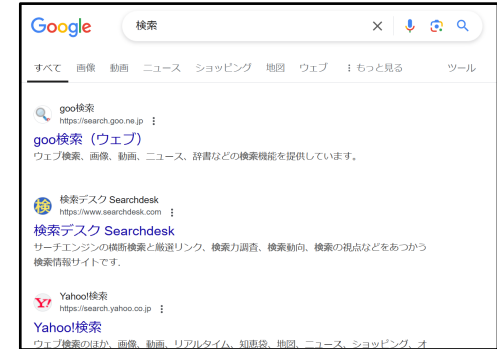 Google
検索
すべて 画像 動画 ニュース ショッピング 地図 ウェブ もっと見る ツール
goo検索
https://search.goo.ne.jp
goo検索（ウェブ）
ウェブ検索、画像、動画、ニュース、辞書などの検索機能を提供しています。
検
検索デスク Searchdesk
https://www.searchdesk.com
検索デスク Searchdesk
サーチエンジンの横断検索と厳選リンク、検索力調査、検索動向、検索の視点などをあつかう
検索情報サイトです.
Y!
Yahoo!検索
https://search.yahoo.co.jp
Yahoo!検索
ウェブ検索のほか、画像、動画、リアルタイム、知恵袋、地図、ニュース、ショッピング、オ